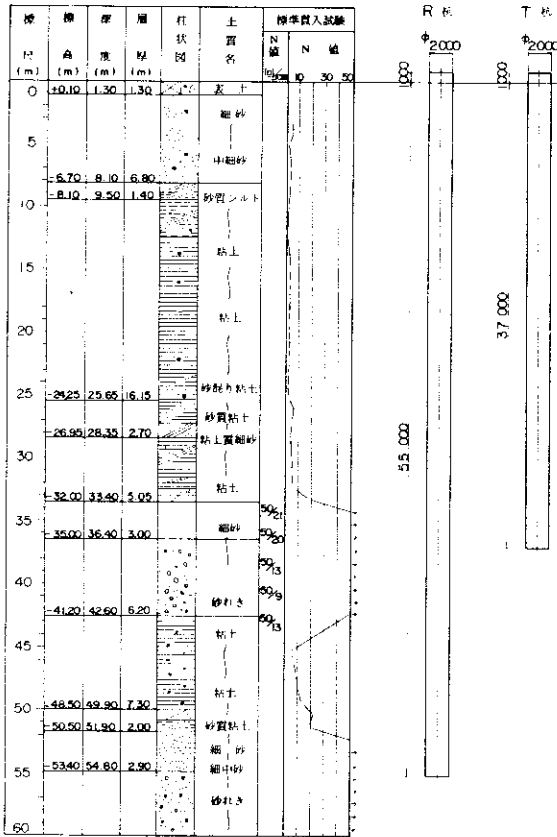 標尺(m) 標高(m) 深度(m) 層厚(m) 柱状図 土質名 標準貫入試験
N値 N 値
10 30 50
R 杭 T 杭
φ2000 φ2000
1000 1000
0 +0.10 1.30 1.30 表土
細砂
5
中細砂
-6.70 8.10 6.80
-8.10 9.50 1.40 砂質シルト
10
粘土
15
粘土
20
37 000
25 -24.25 25.65 16.15 砂混り粘土
砂質粘土
-26.95 28.35 2.70 粘土質細砂
30
55 000
粘土
-32.00 33.40 5.05
50/21
35 細砂 50/20
-35.00 36.40 3.00
50/13
40 50/9
砂れき
-41.20 42.60 6.20 50/13
粘土
45
粘土
50 -48.50 49.90 7.30
-50.50 51.90 2.00 砂質粘土
細砂
55 -53.40 54.80 2.90 細中砂
砂れき
60